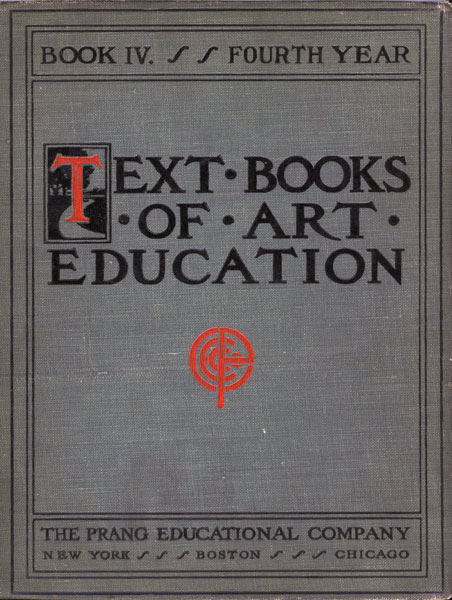 BOOK IV. FOURTH YEAR
TEXT·BOOKS
·OF·ART·
EDUCATION
THE PRANG EDUCATIONAL COMPANY
NEW YORK BOSTON CHICAGO